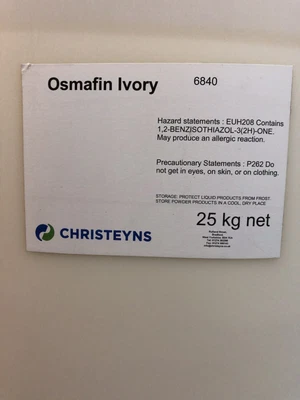 Osmafin Ivory 6840
Hazard statements : EUH208 Contains
1,2-BENZISOTHIAZOL-3(2H)-ONE.
May produce an allergic reaction.
Precautionary Statements : P262 Do
not get in eyes, on skin, or on clothing.
STORAGE: PROTECT LIQUID PRODUCTS FROM FROST.
STORE POWDER PRODUCTS IN A COOL, DRY PLACE
25 kg net
CHRISTEYNS